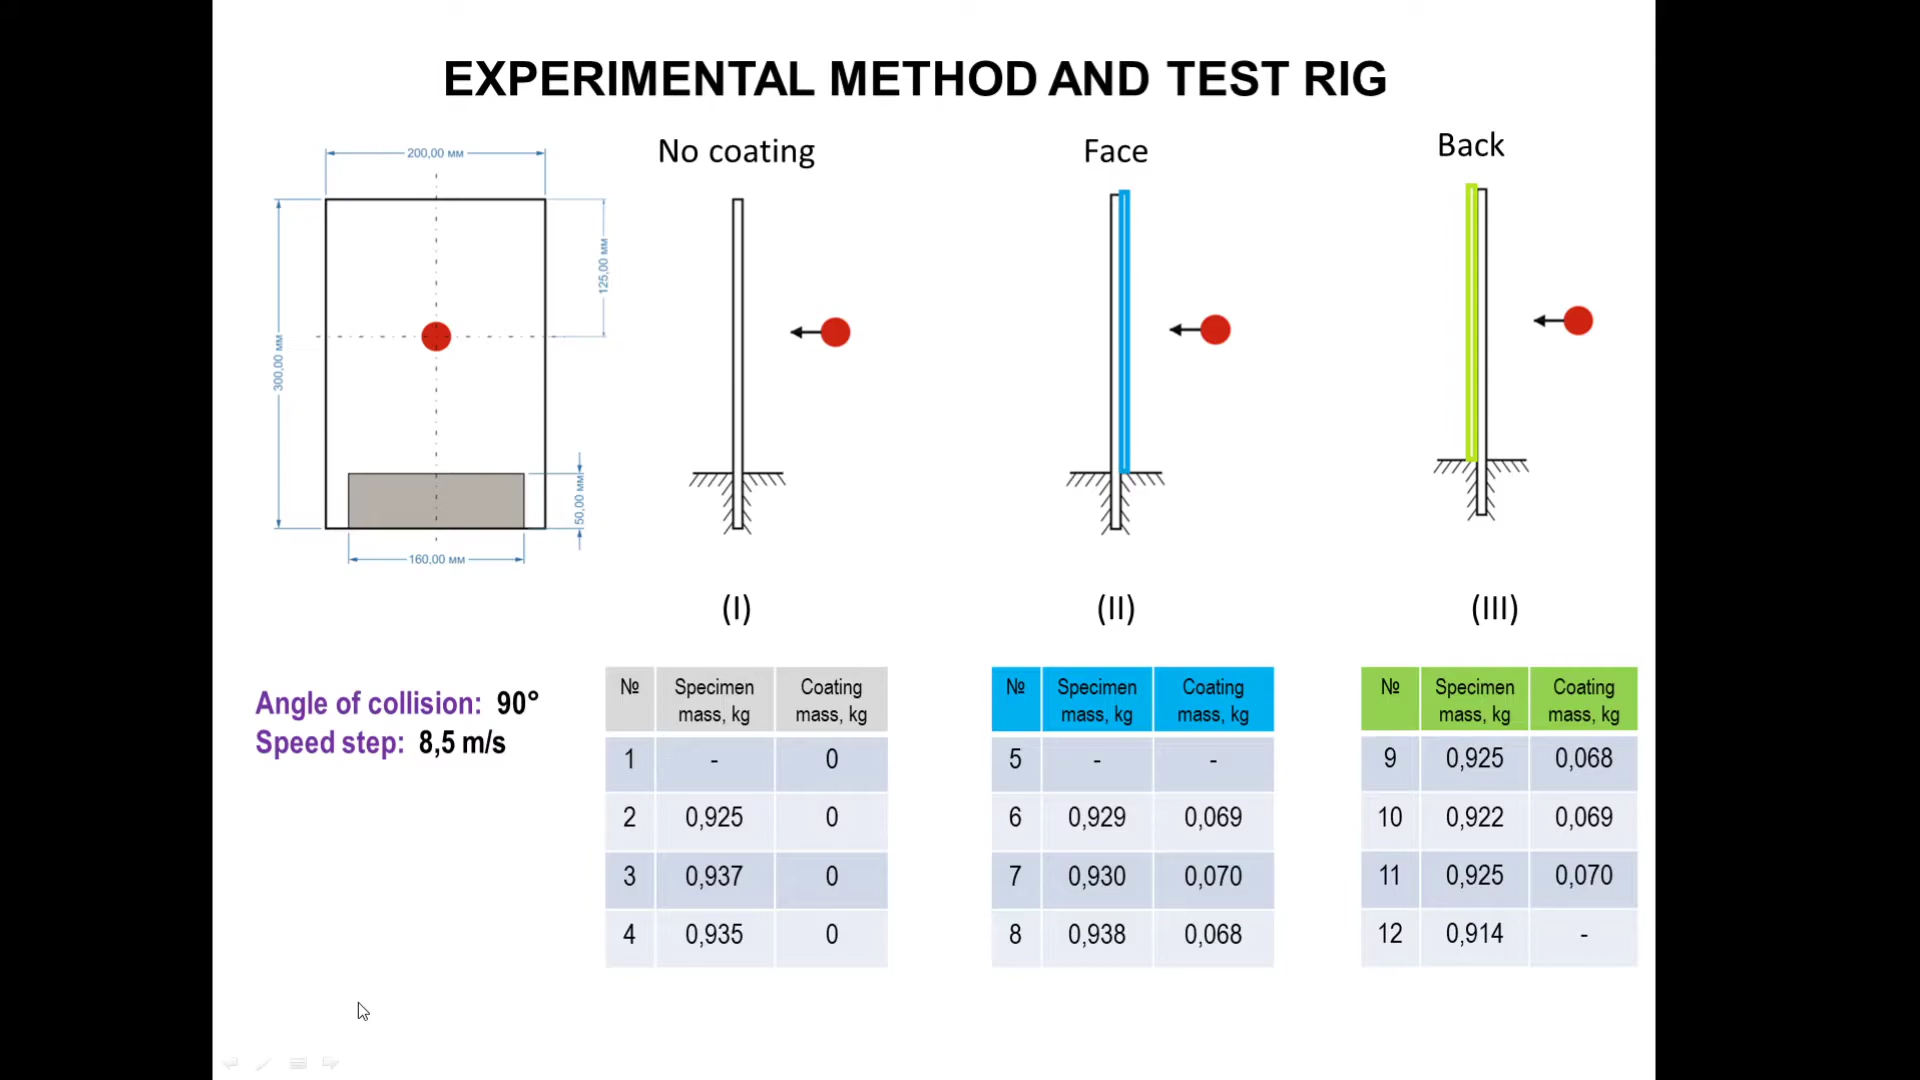 EXPERIMENTAL METHOD AND TEST RIG
200,00 мм
125,00 мм
300,00 мм
50,00 мм
160,00 мм
No coating
Face
Back
(I)
(II)
(III)
Angle of collision: 90°
Speed step: 8,5 m/s
№ Specimen mass, kg Coating mass, kg
1 - 0
2 0,925 0
3 0,937 0
4 0,935 0
№ Specimen mass, kg Coating mass, kg
5 - -
6 0,929 0,069
7 0,930 0,070
8 0,938 0,068
№ Specimen mass, kg Coating mass, kg
9 0,925 0,068
10 0,922 0,069
11 0,925 0,070
12 0,914 -